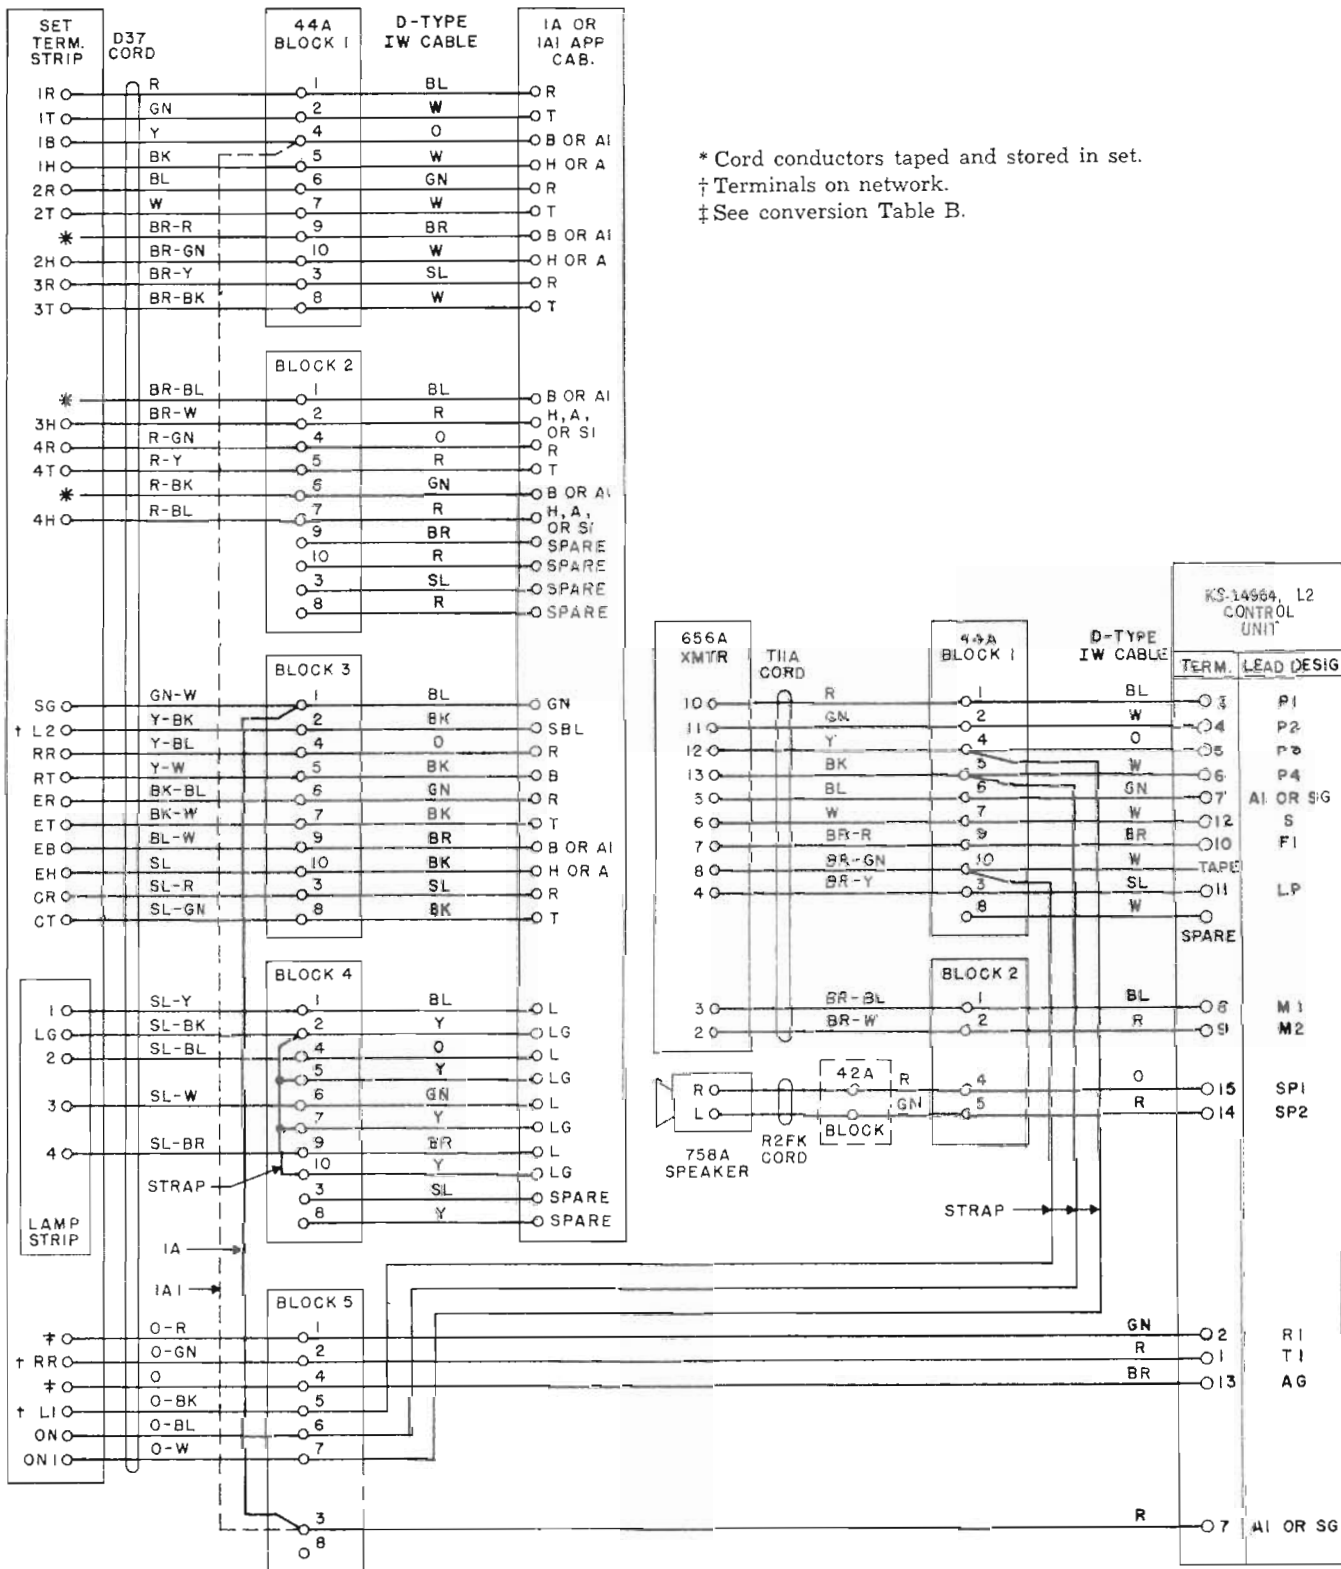 SET TERM. STRIP
D37 CORD
44A BLOCK 1
D-TYPE IW CABLE
1A OR 1A1 APP CAB.
1R R 1 BL R
1T GN 2 W T
1B Y 4 O B OR A1
1H BK 5 W H OR A
2R BL 6 GN R
2T W 7 W T
* BR-R 9 BR B OR A1
2H BR-GN 10 W H OR A
3R BR-Y 3 SL R
3T BR-BK 8 W T
* Cord conductors taped and stored in set.
† Terminals on network.
‡ See conversion Table B.
BLOCK 2
* BR-BL 1 BL B OR A1
3H BR-W 2 R H, A, OR S1
4R R-GN 4 O R
4T R-Y 5 R T
* R-BK 6 GN B OR A1
4H R-BL 7 R H, A, OR S1
9 BR SPARE
10 R SPARE
3 SL SPARE
8 R SPARE
BLOCK 3
SG GN-W 1 BL GN
† L2 Y-BK 2 BK SBL
RR Y-BL 4 O R
RT Y-W 5 BK B
ER BK-BL 6 GN R
ET BK-W 7 BK T
EB BL-W 9 BR B OR A1
EH SL 10 BK H OR A
CR SL-R 3 SL R
CT SL-GN 8 BK T
BLOCK 4
1 SL-Y 1 BL L
LG SL-BK 2 Y LG
2 SL-BL 4 O L
5 Y LG
3 SL-W 6 GN L
7 Y LG
4 SL-BR 9 BR L
10 Y LG
STRAP
3 SL SPARE
8 Y SPARE
LAMP STRIP
1A
1A1
BLOCK 5
‡ O-R 1 GN 2 R1
† RR O-GN 2 R 1 T1
‡ O 4 BR 13 AG
† L1 O-BK 5
ON O-BL 6
ON1 O-W 7
3 R 7 A1 OR SG
8
656A XMTR
T11A CORD
44A BLOCK 1
D-TYPE IW CABLE
KS-14964, L2 CONTROL UNIT
TERM. LEAD DESIG
10 R 1 BL 3 P1
11 GN 2 W 4 P2
12 Y 4 O 5 P3
13 BK 5 W 6 P4
5 BL 6 GN 7 A1 OR SG
6 W 7 W 12 S
7 BR-R 9 BR 10 F1
8 BR-GN 10 W TAPE
4 BR-Y 3 SL 11 LP
8 W
SPARE
BLOCK 2
3 BR-BL 1 BL 8 M1
2 BR-W 2 R 9 M2
R 42A R 4 O 15 SP1
L BLOCK GN 5 R 14 SP2
758A SPEAKER
R2FK CORD
STRAP